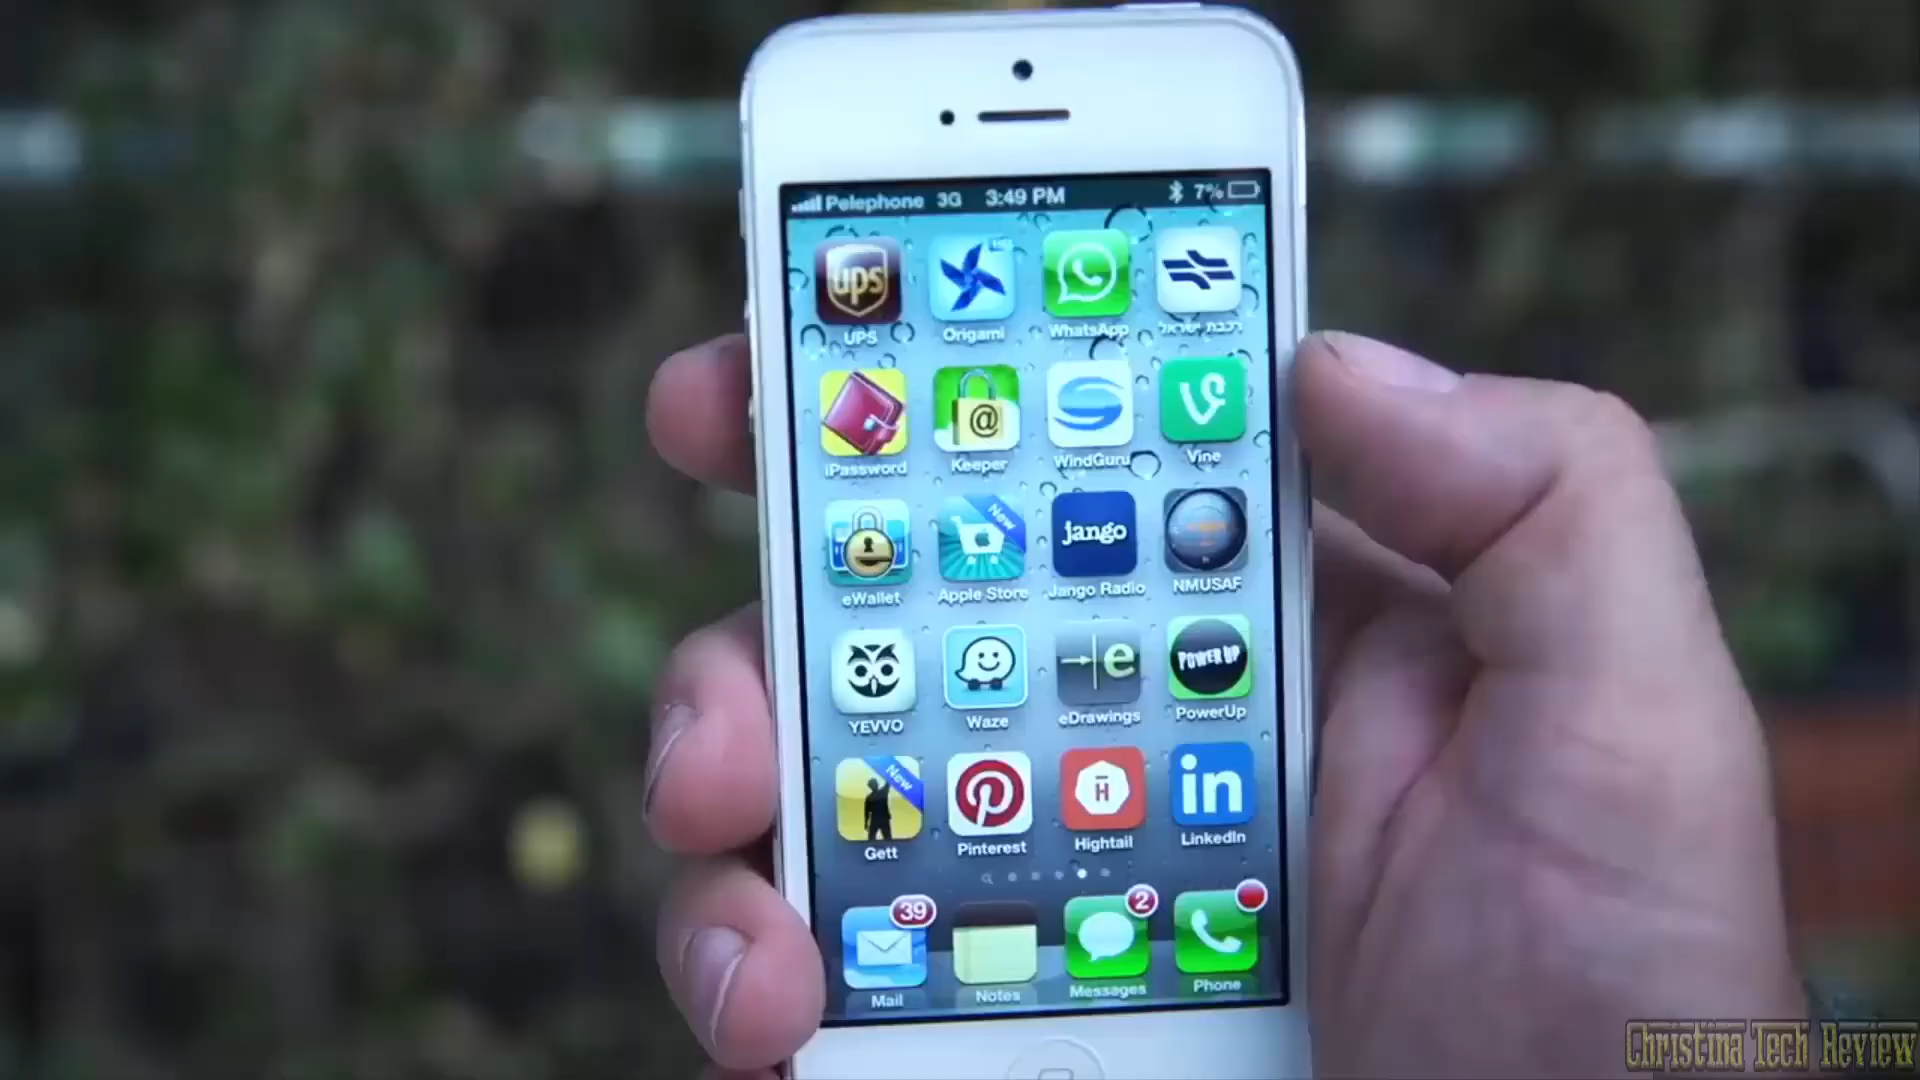 Pelephone 3G 3:49 PM 7%
ups
HD
UPS Origami WhatsApp רכבת ישראל
@
iPassword Keeper WindGuru Vine
New
jango
eWallet Apple Store Jango Radio NMUSAF
e
POWER UP
YEVVO Waze eDrawings PowerUp
New
H
in
Gett Pinterest Hightail LinkedIn
39
2
Mail Notes Messages Phone
Christina Tech Review